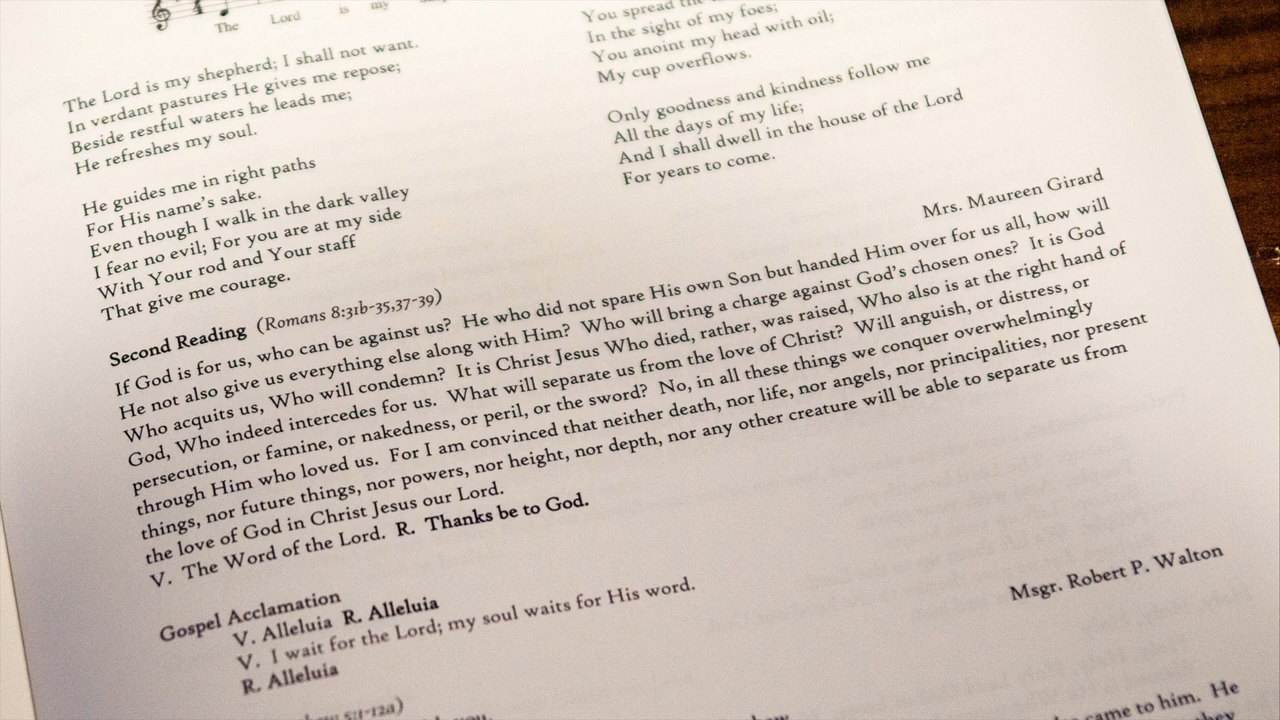 The Lord is my
The Lord is my shepherd; I shall not want.
In verdant pastures He gives me repose;
Beside restful waters he leads me;
He refreshes my soul.
He guides me in right paths
For His name's sake.
Even though I walk in the dark valley
I fear no evil; For you are at my side
With Your rod and Your staff
That give me courage.
You spread the
In the sight of my foes;
You anoint my head with oil;
My cup overflows.
Only goodness and kindness follow me
All the days of my life;
And I shall dwell in the house of the Lord
For years to come.
Second Reading (Romans 8:31b-35,37-39)
Mrs. Maureen Girard
If God is for us, who can be against us? He who did not spare His own Son but handed Him over for us all, how will
He not also give us everything else along with Him? Who will bring a charge against God's chosen ones? It is God
Who acquits us, Who will condemn? It is Christ Jesus Who died, rather, was raised, Who also is at the right hand of
God, Who indeed intercedes for us. What will separate us from the love of Christ? Will anguish, or distress, or
persecution, or famine, or nakedness, or peril, or the sword? No, in all these things we conquer overwhelmingly
through Him who loved us. For I am convinced that neither death, nor life, nor angels, nor principalities, nor present
things, nor future things, nor powers, nor height, nor depth, nor any other creature will be able to separate us from
the love of God in Christ Jesus our Lord.
V. The Word of the Lord. R. Thanks be to God.
Gospel Acclamation
Msgr. Robert P. Walton
V. Alleluia R. Alleluia
V. I wait for the Lord; my soul waits for His word.
R. Alleluia
5:1-12a)
came to him. He